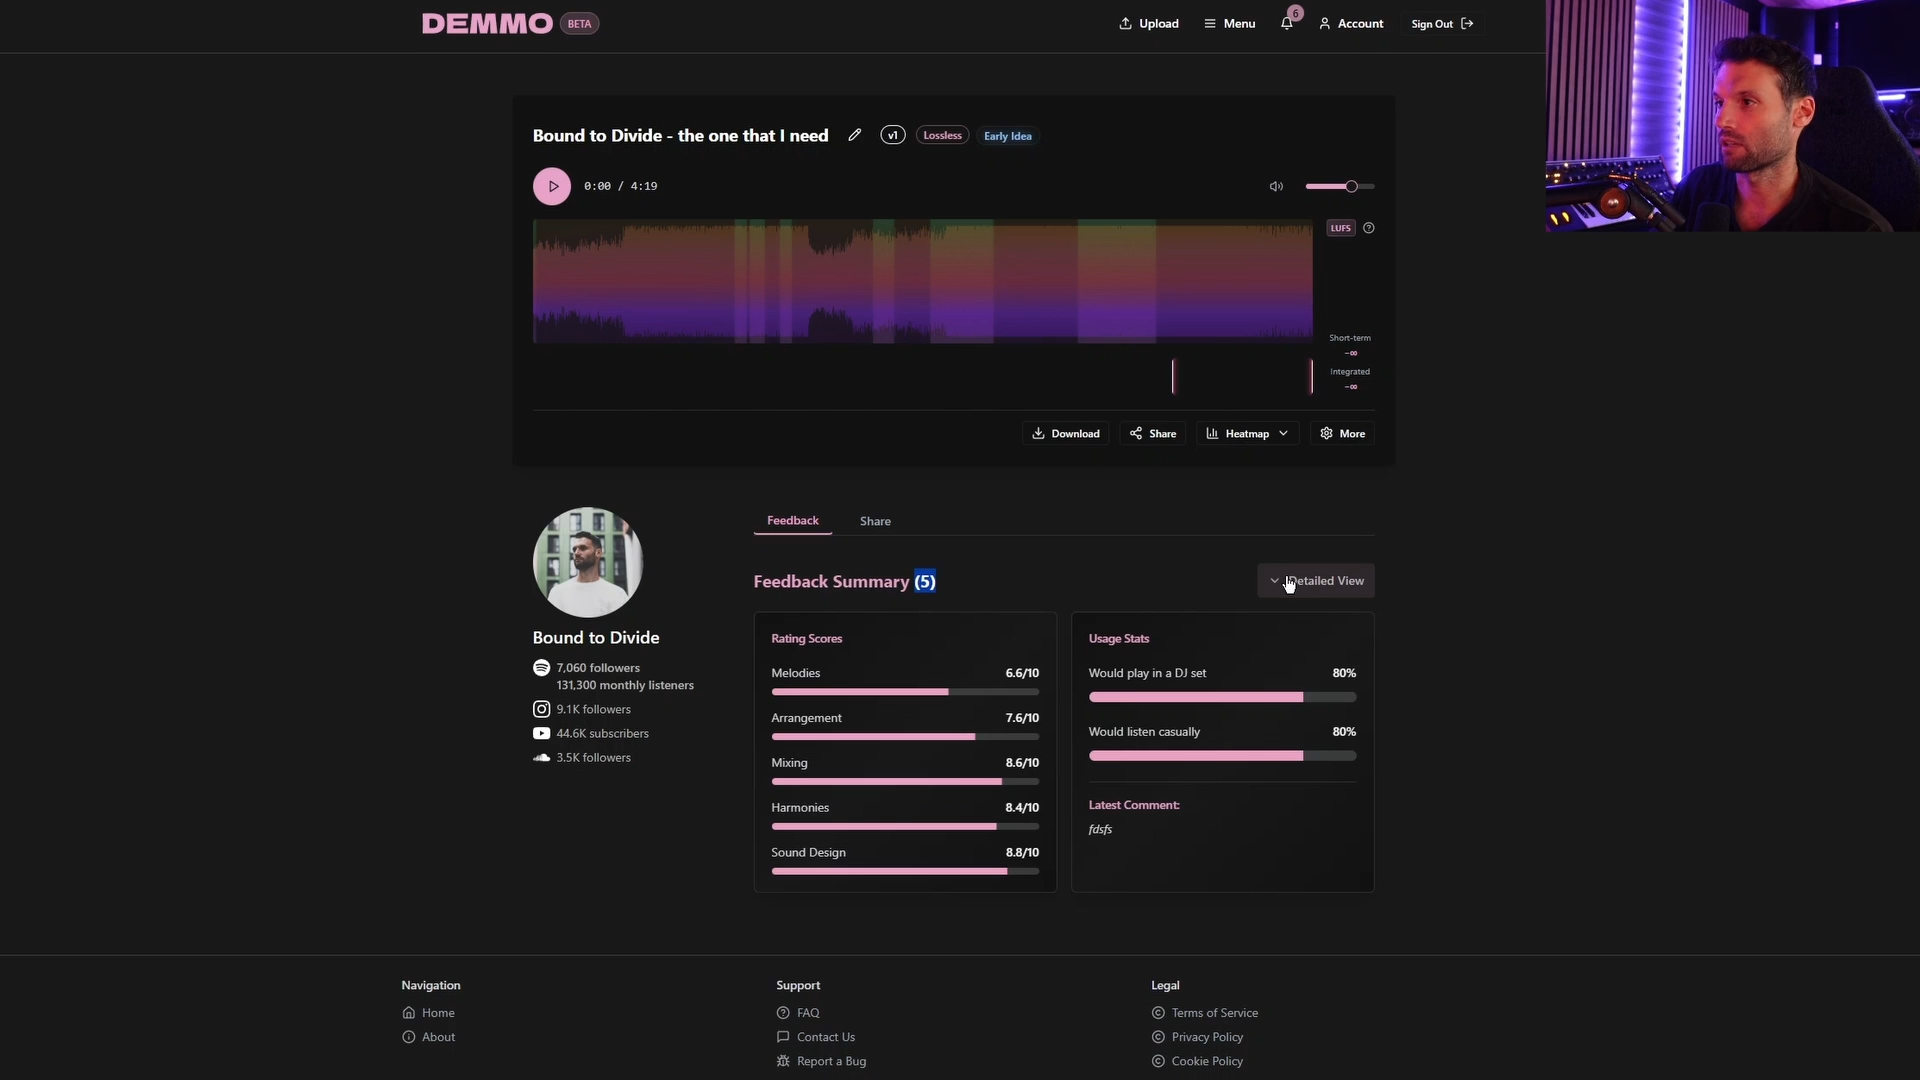 DEMMO BETA
Upload
Menu
6
Account
Sign Out
Bound to Divide - the one that I need
v1
Lossless
Early Idea
0:00 / 4:19
LUFS
Short-term
-∞
Integrated
-∞
Download
Share
Heatmap
More
Feedback
Share
Feedback Summary (5)
Detailed View
Bound to Divide
7,060 followers
131,300 monthly listeners
9.1K followers
44.6K subscribers
3.5K followers
Rating Scores
Melodies 6.6/10
Arrangement 7.6/10
Mixing 8.6/10
Harmonies 8.4/10
Sound Design 8.8/10
Usage Stats
Would play in a DJ set 80%
Would listen casually 80%
Latest Comment:
fdsfs
Navigation
Home
About
Support
FAQ
Contact Us
Report a Bug
Legal
Terms of Service
Privacy Policy
Cookie Policy